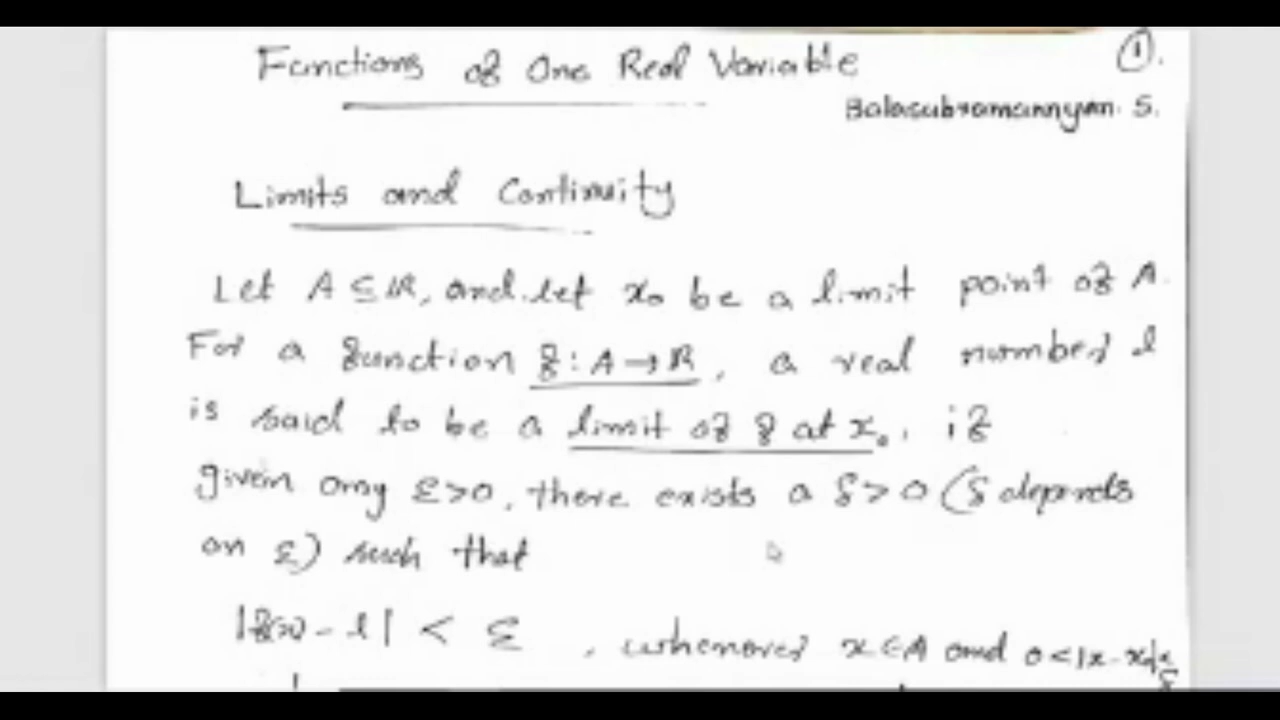 Functions of One Real Variable
①.
Balasubramannyan. S.
Limits and Continuity
Let A ⊆ ℝ, and let x₀ be a limit point of A.
For a function f : A → ℝ, a real number l
is said to be a limit of f at x₀, if
given any ε>0, there exists a δ>0 (δ depends
on ε) such that
|f(x) - l| < ε, whenever x ∈ A and 0<|x-x₀|<δ